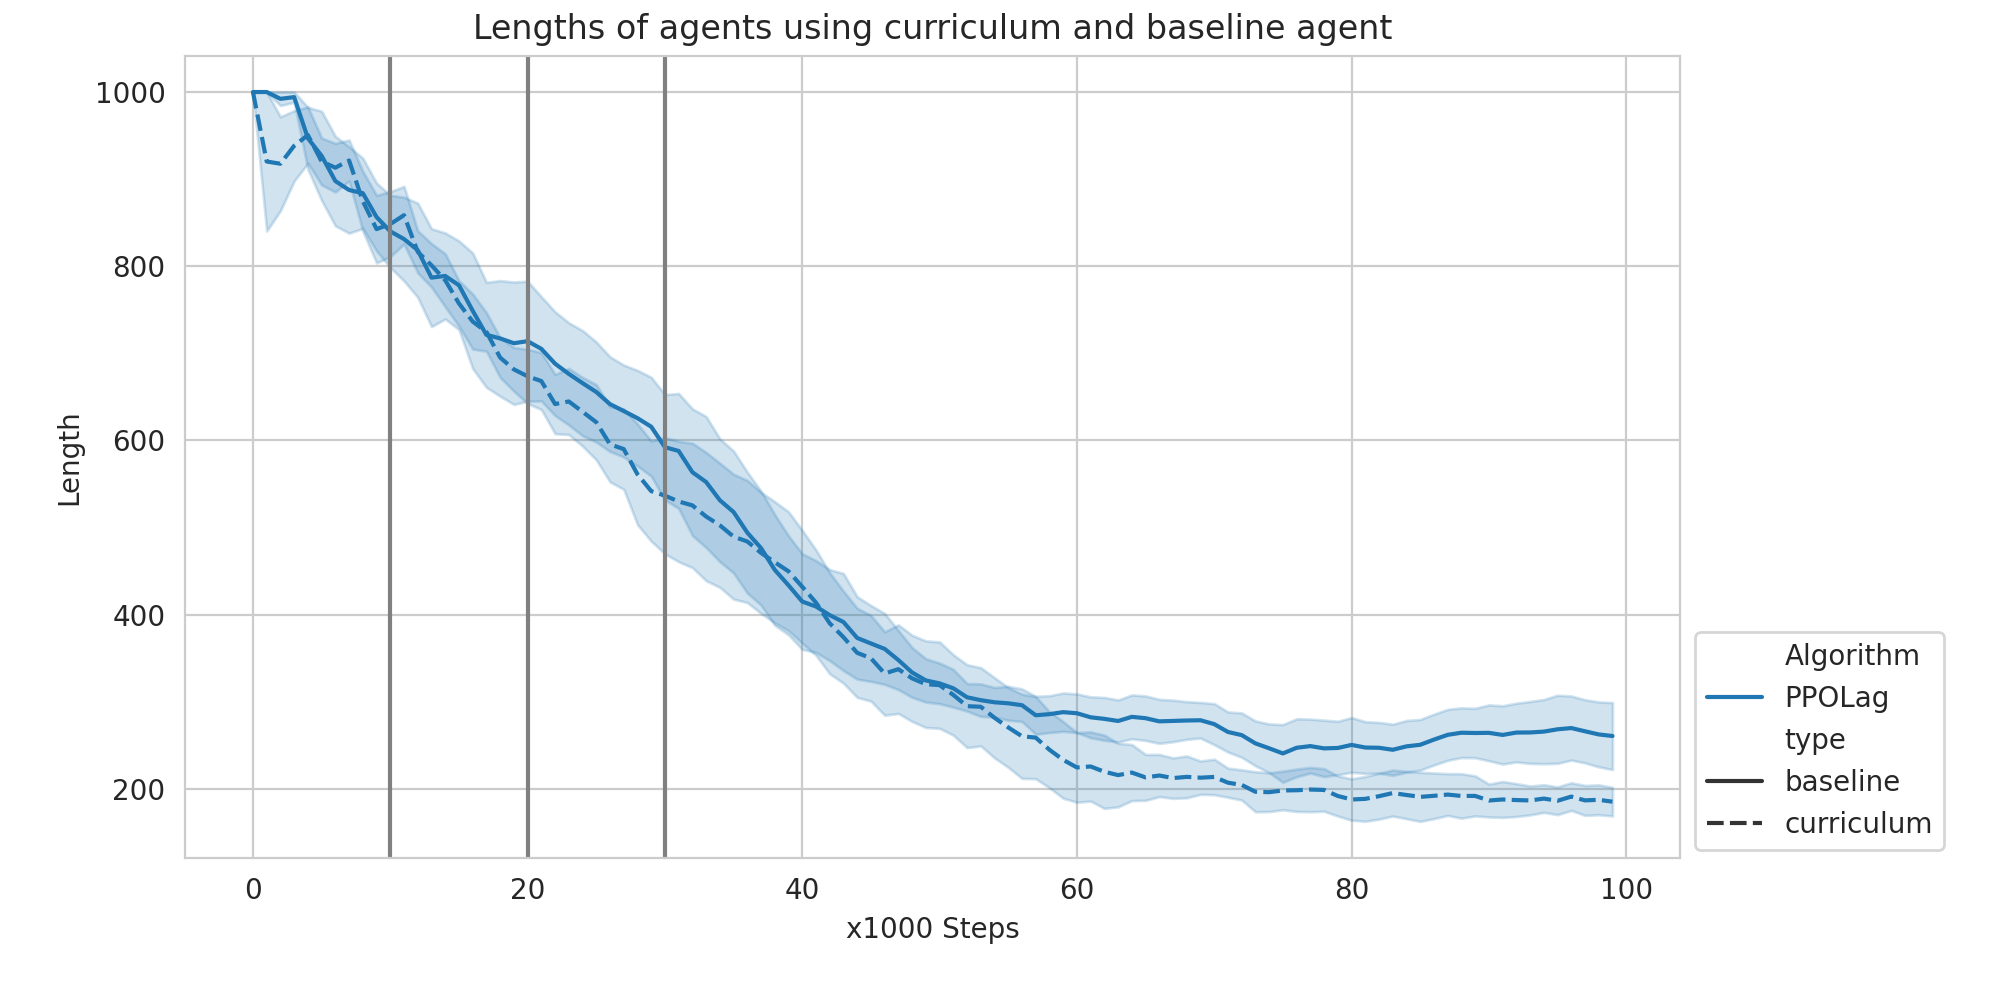 Lengths of agents using curriculum and baseline agent
1000
800
600
400
200
Length
0 20 40 60 80 100
x1000 Steps
Algorithm
PPOLag
type
baseline
curriculum